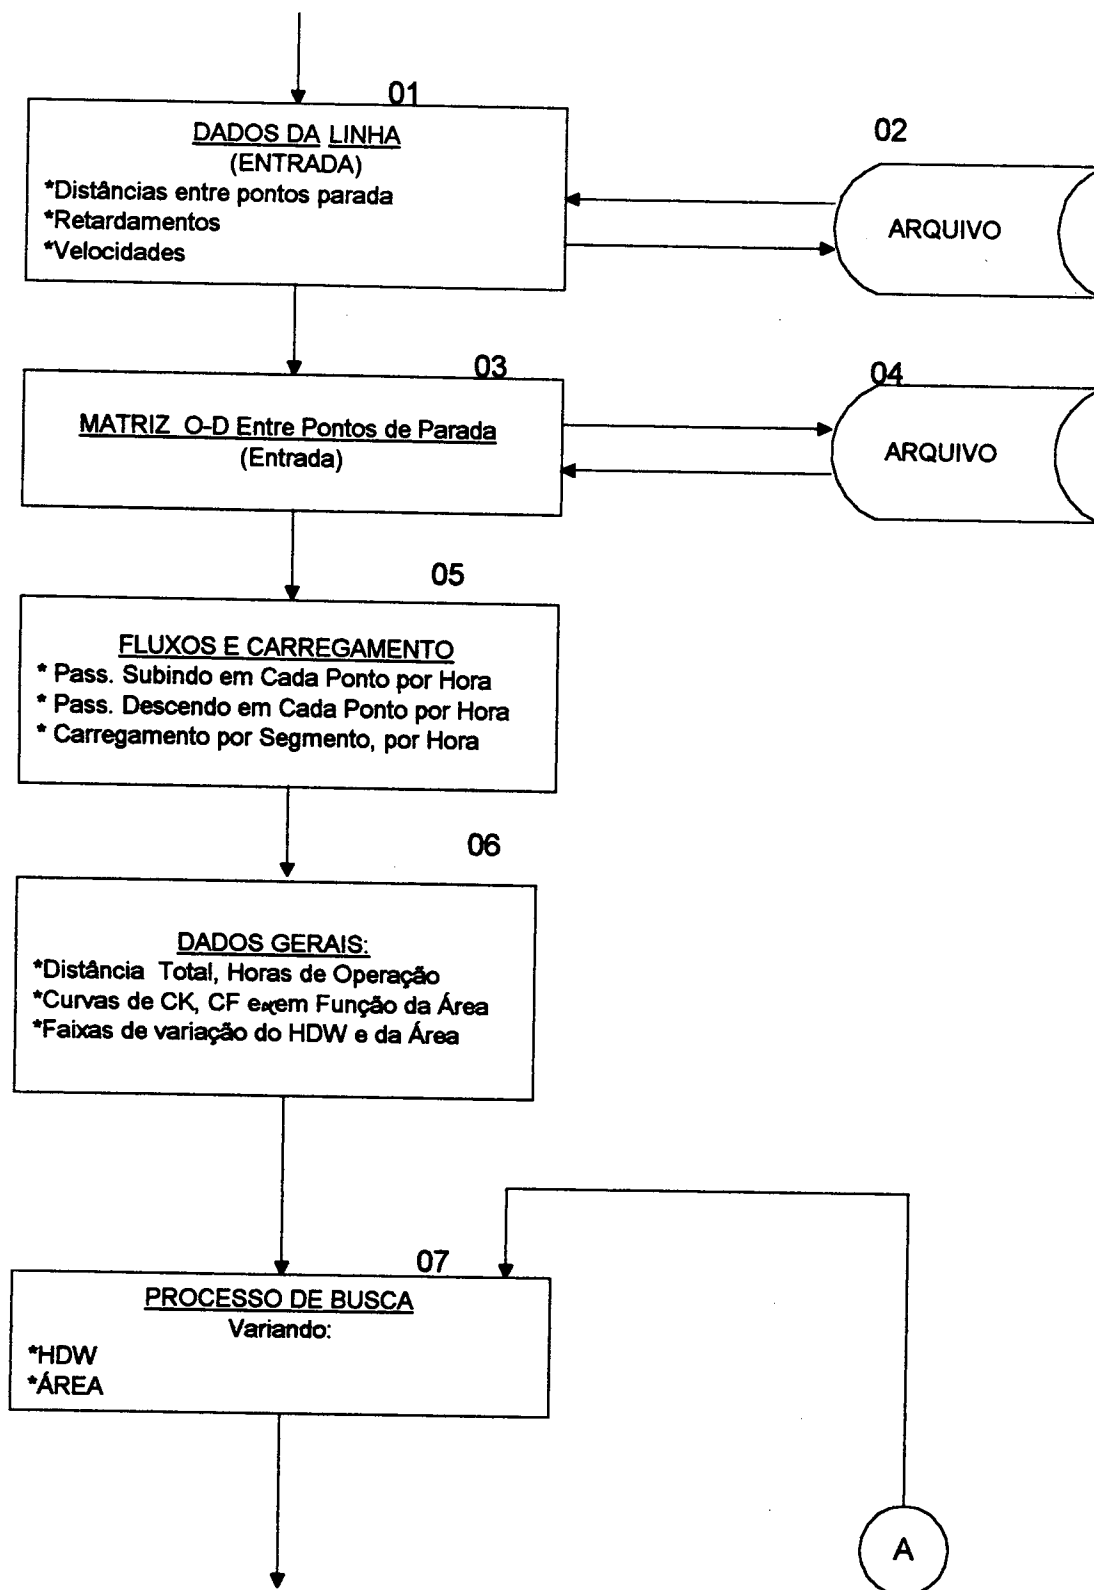 01
DADOS DA LINHA
(ENTRADA)
*Distâncias entre pontos parada
*Retardamentos
*Velocidades
02
ARQUIVO
03
MATRIZ O-D Entre Pontos de Parada
(Entrada)
04
ARQUIVO
05
FLUXOS E CARREGAMENTO
* Pass. Subindo em Cada Ponto por Hora
* Pass. Descendo em Cada Ponto por Hora
* Carregamento por Segmento, por Hora
06
DADOS GERAIS:
*Distância Total, Horas de Operação
*Curvas de CK, CF e em Função da Área
*Faixas de variação do HDW e da Área
07
PROCESSO DE BUSCA
Variando:
*HDW
*ÁREA
A